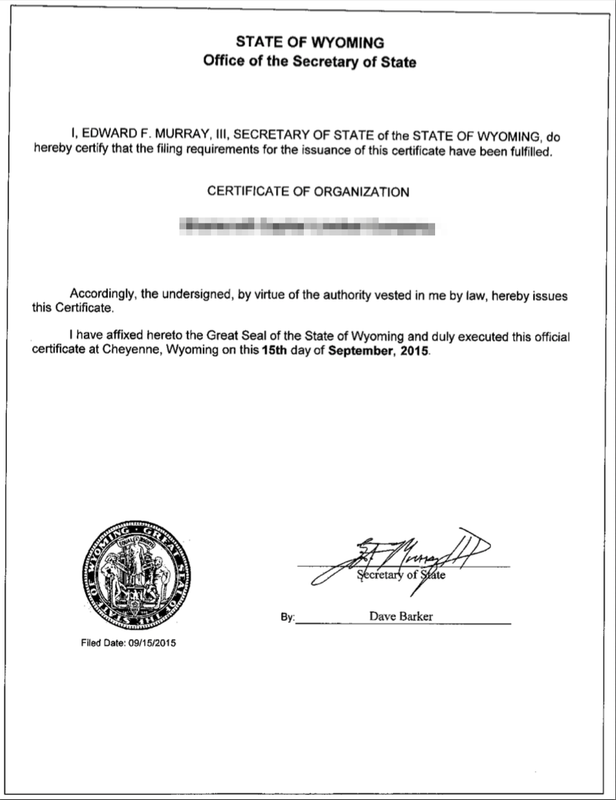 STATE OF WYOMING
Office of the Secretary of State
I, EDWARD F. MURRAY, III, SECRETARY OF STATE of the STATE OF WYOMING, do
hereby certify that the filing requirements for the issuance of this certificate have been fulfilled.
CERTIFICATE OF ORGANIZATION
Accordingly, the undersigned, by virtue of the authority vested in me by law, hereby issues
this Certificate.
I have affixed hereto the Great Seal of the State of Wyoming and duly executed this official
certificate at Cheyenne, Wyoming on this 15th day of September, 2015.
GREAT SEAL OF THE STATE OF WYOMING
EQUAL RIGHTS
Filed Date: 09/15/2015
Secretary of State
By: Dave Barker